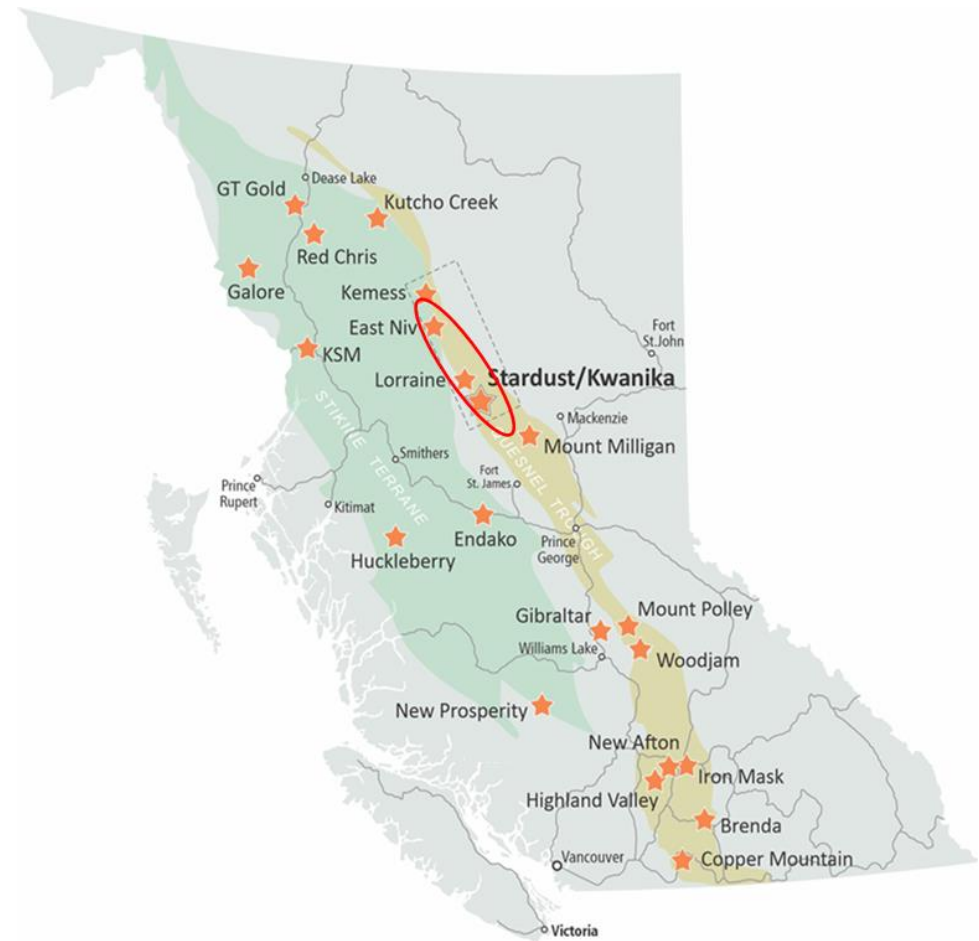 Dease Lake
GT Gold
Kutcho Creek
Red Chris
Galore
Kemess
East Niv
Fort
St.John
KSM
Lorraine
Stardust/Kwanika
STIKINE TERRANE
Mackenzie
Mount Milligan
Smithers
QUESNEL TROUGH
Fort
St. James
Prince
Rupert
Kitimat
Endako
Prince
George
Huckleberry
Mount Polley
Gibraltar
Williams Lake
Woodjam
New Prosperity
New Afton
Iron Mask
Highland Valley
Brenda
Vancouver
Copper Mountain
Victoria